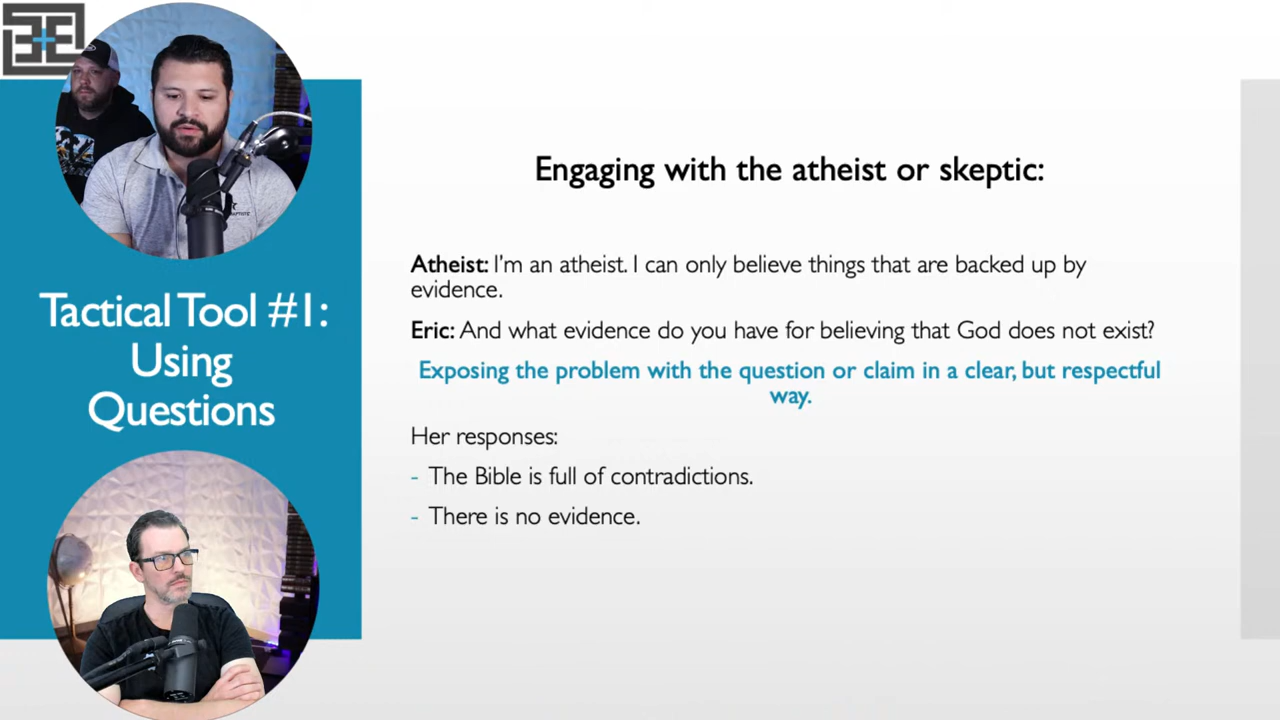 Tactical Tool #1:
Using
Questions
Engaging with the atheist or skeptic:
Atheist: I'm an atheist. I can only believe things that are backed up by
evidence.
Eric: And what evidence do you have for believing that God does not exist?
Exposing the problem with the question or claim in a clear, but respectful
way.
Her responses:
- The Bible is full of contradictions.
- There is no evidence.